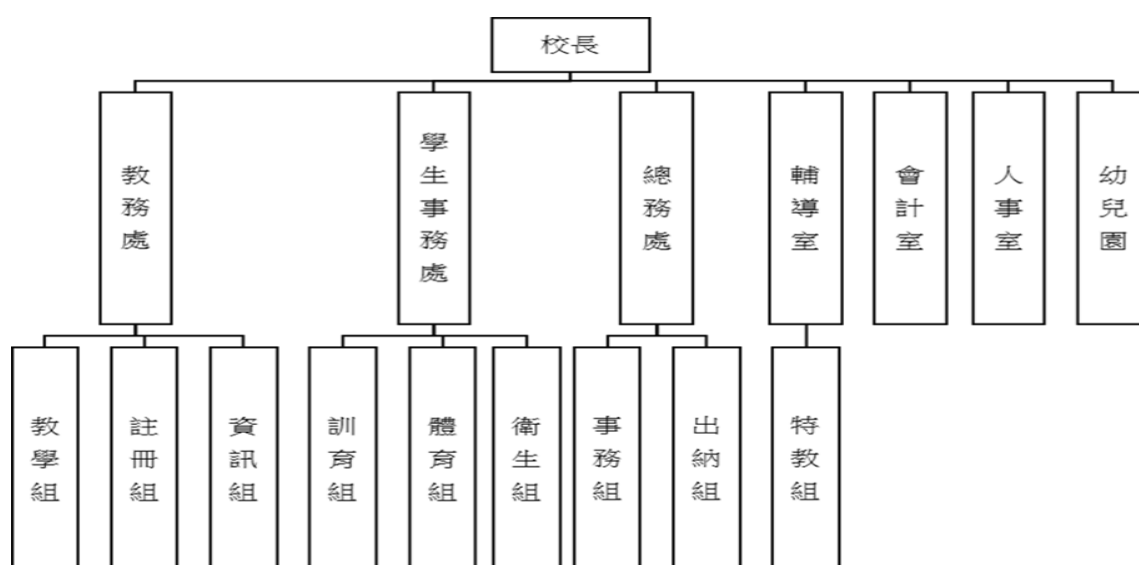 校長
教務處
學生事務處
總務處
輔導室
會計室
人事室
幼兒園
教學組
註冊組
資訊組
訓育組
體育組
衛生組
事務組
出納組
特教組